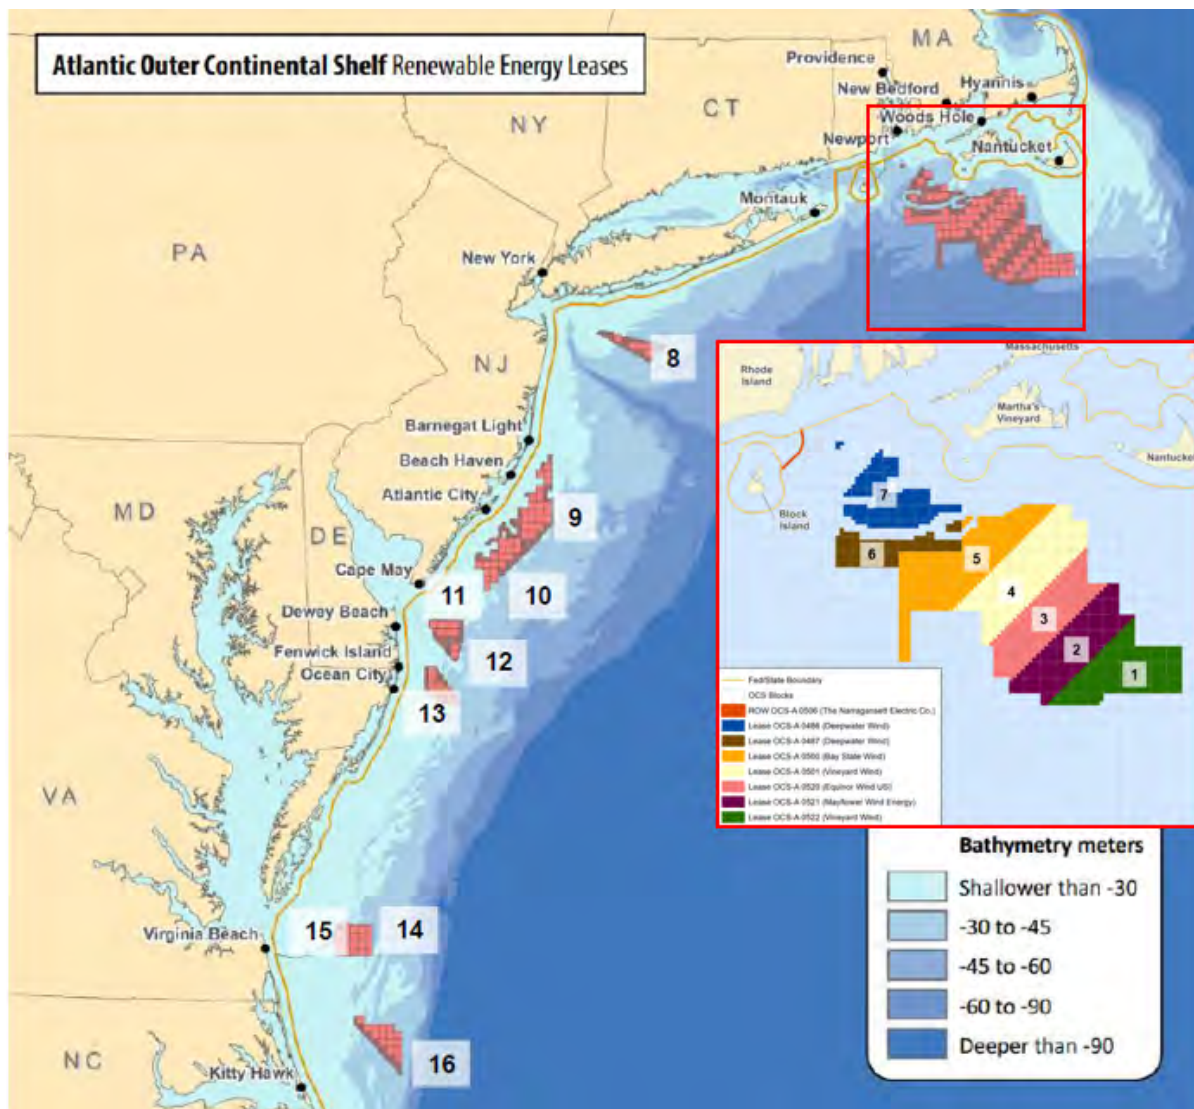 Atlantic Outer Continental Shelf Renewable Energy Leases
MA
Providence
Hyannis
New Bedford
CT
Woods Hole
NY
Newport
Nantucket
Montauk
PA
New York
8
NJ
Massachusetts
Rhode
Island
Martha's
Vineyard
Nantucket
Block
Island
7
6
5
4
3
2
1
Fed/State Boundary
OCS Blocks
ROW OCS-A 0506 (The Narragansett Electric Co.)
Lease OCS-A 0486 (Deepwater Wind)
Lease OCS-A 0487 (Deepwater Wind)
Lease OCS-A 0500 (Bay State Wind)
Lease OCS-A 0501 (Vineyard Wind)
Lease OCS-A 0520 (Equinor Wind US)
Lease OCS-A 0521 (Mayflower Wind Energy)
Lease OCS-A 0522 (Vineyard Wind)
Barnegat Light
Beach Haven
Atlantic City
MD
9
DE
Cape May
11
10
Dewey Beach
Fenwick Island
12
Ocean City
13
VA
Bathymetry meters
Shallower than -30
-30 to -45
-45 to -60
-60 to -90
Deeper than -90
Virginia Beach
15
14
NC
16
Kitty Hawk